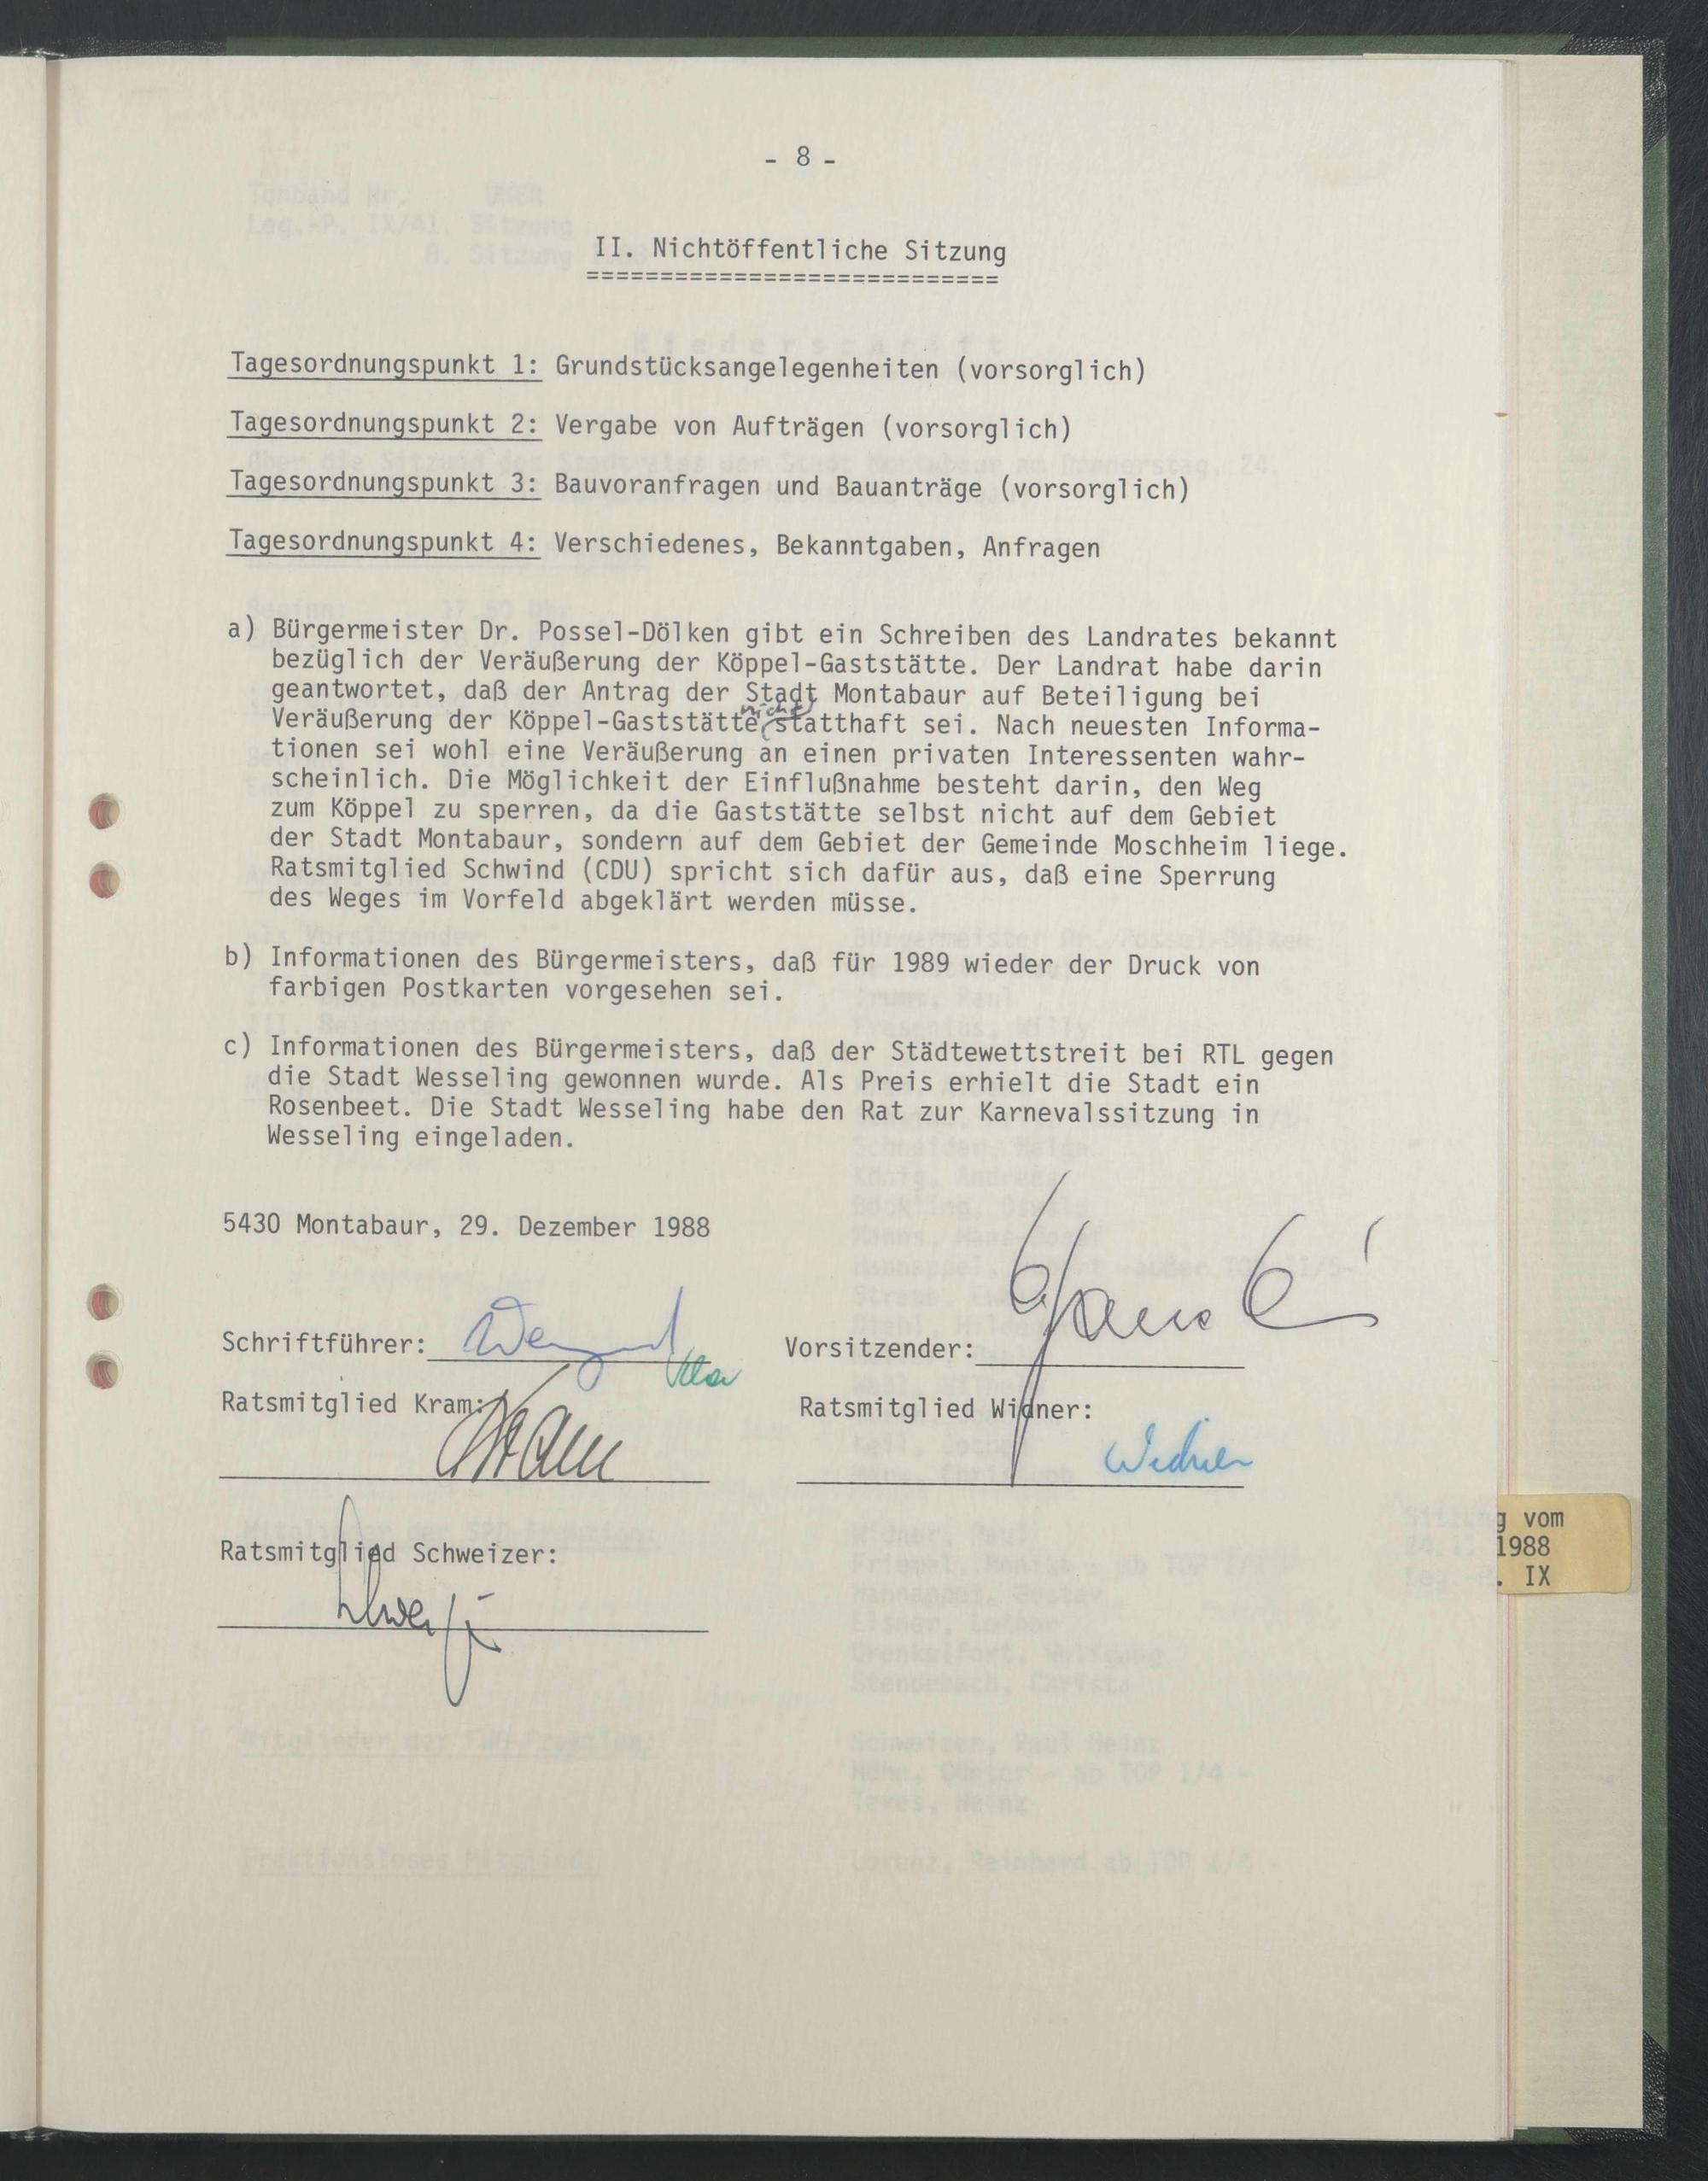 - 8 -
II. Nichtöffentliche Sitzung
============================
Tagesordnungspunkt 1: Grundstücksangelegenheiten (vorsorglich)
Tagesordnungspunkt 2: Vergabe von Aufträgen (vorsorglich)
Tagesordnungspunkt 3: Bauvoranfragen und Bauanträge (vorsorglich)
Tagesordnungspunkt 4: Verschiedenes, Bekanntgaben, Anfragen
a) Bürgermeister Dr. Possel-Dölken gibt ein Schreiben des Landrates bekannt
bezüglich der Veräußerung der Köppel-Gaststätte. Der Landrat habe darin
geantwortet, daß der Antrag der Stadt Montabaur auf Beteiligung bei
Veräußerung der Köppel-Gaststätte nicht statthaft sei. Nach neuesten Informa-
tionen sei wohl eine Veräußerung an einen privaten Interessenten wahr-
scheinlich. Die Möglichkeit der Einflußnahme besteht darin, den Weg
zum Köppel zu sperren, da die Gaststätte selbst nicht auf dem Gebiet
der Stadt Montabaur, sondern auf dem Gebiet der Gemeinde Moschheim liege.
Ratsmitglied Schwind (CDU) spricht sich dafür aus, daß eine Sperrung
des Weges im Vorfeld abgeklärt werden müsse.
b) Informationen des Bürgermeisters, daß für 1989 wieder der Druck von
farbigen Postkarten vorgesehen sei.
c) Informationen des Bürgermeisters, daß der Städtewettstreit bei RTL gegen
die Stadt Wesseling gewonnen wurde. Als Preis erhielt die Stadt ein
Rosenbeet. Die Stadt Wesseling habe den Rat zur Karnevalssitzung in
Wesseling eingeladen.
5430 Montabaur, 29. Dezember 1988
Schriftführer:
Vorsitzender:
Ratsmitglied Kram:
Kram
Ratsmitglied Widner:
Widner
Ratsmitglied Schweizer:
g vom
1988
. IX